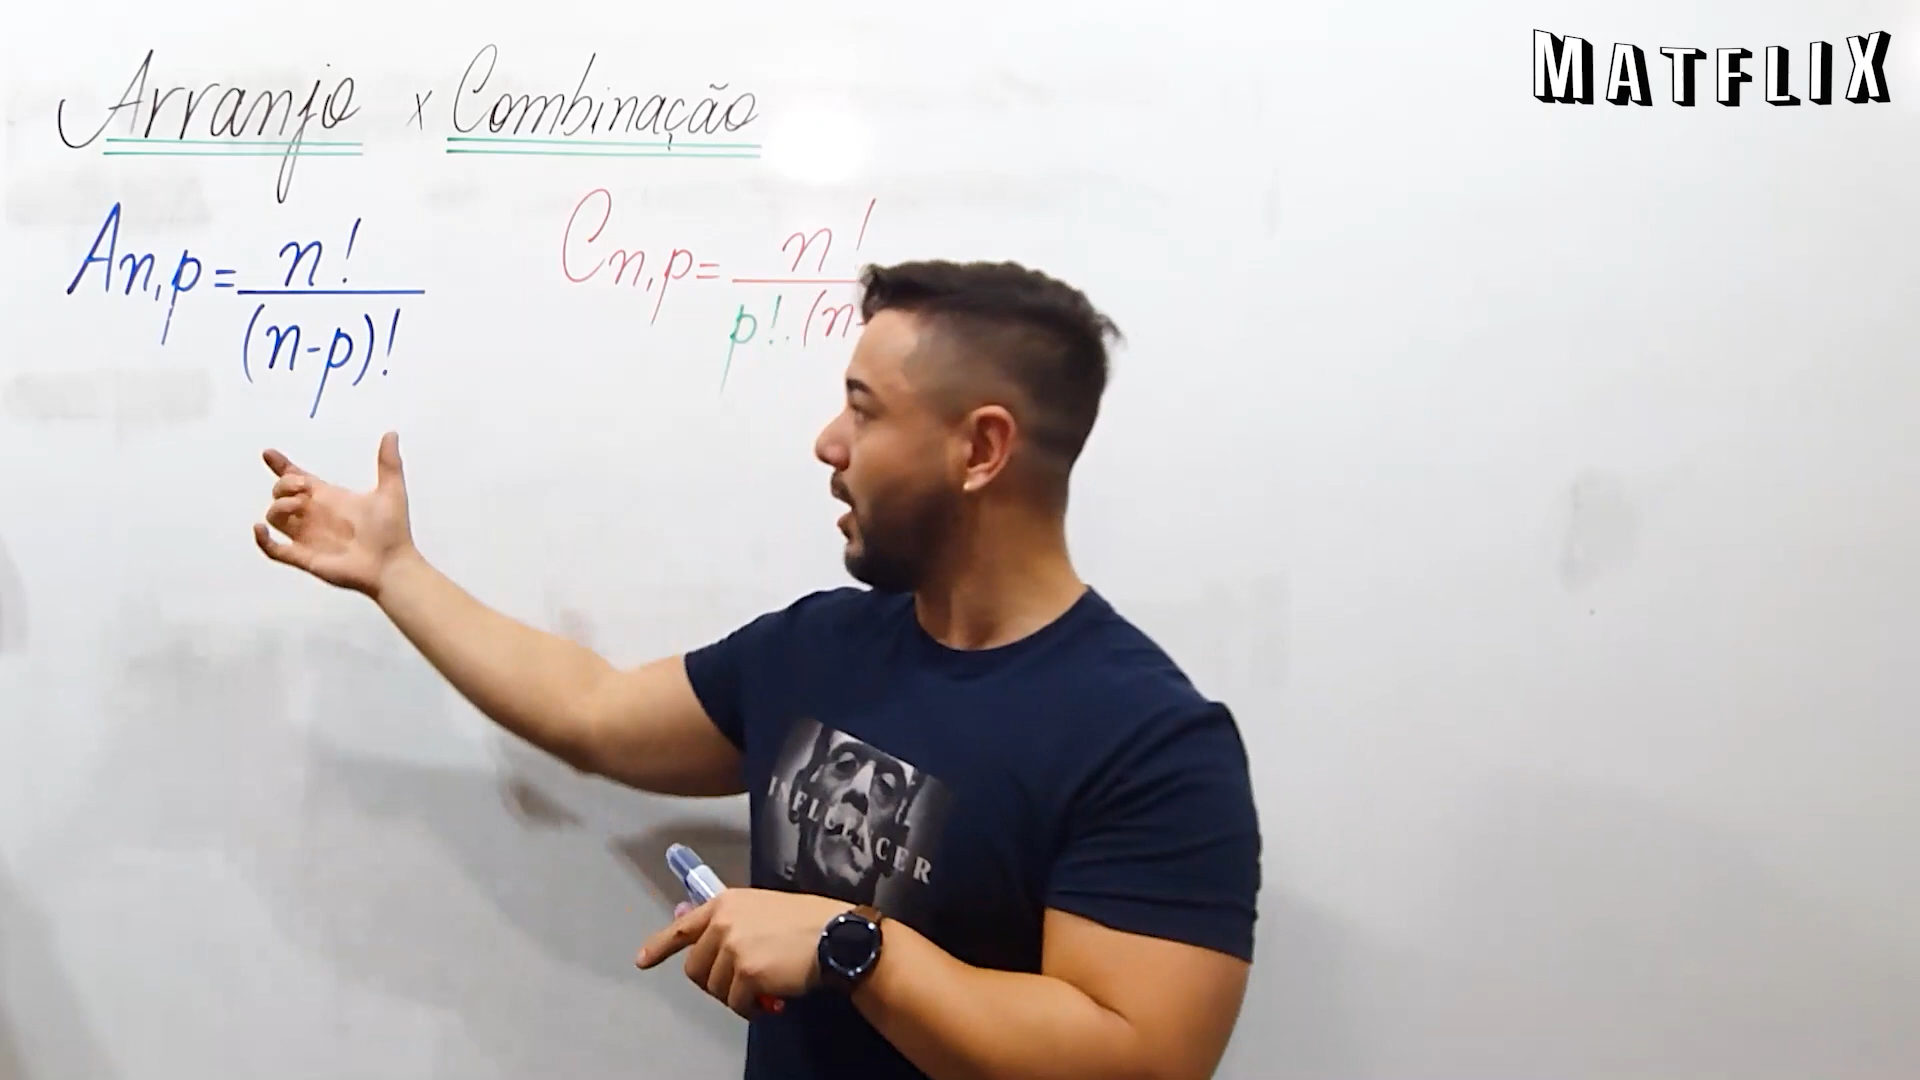 MATFLIX
Arranjo x Combinação
An,p = n!
(n-p)!
Cn,p = n!
p!.(n-
INFLUENCER